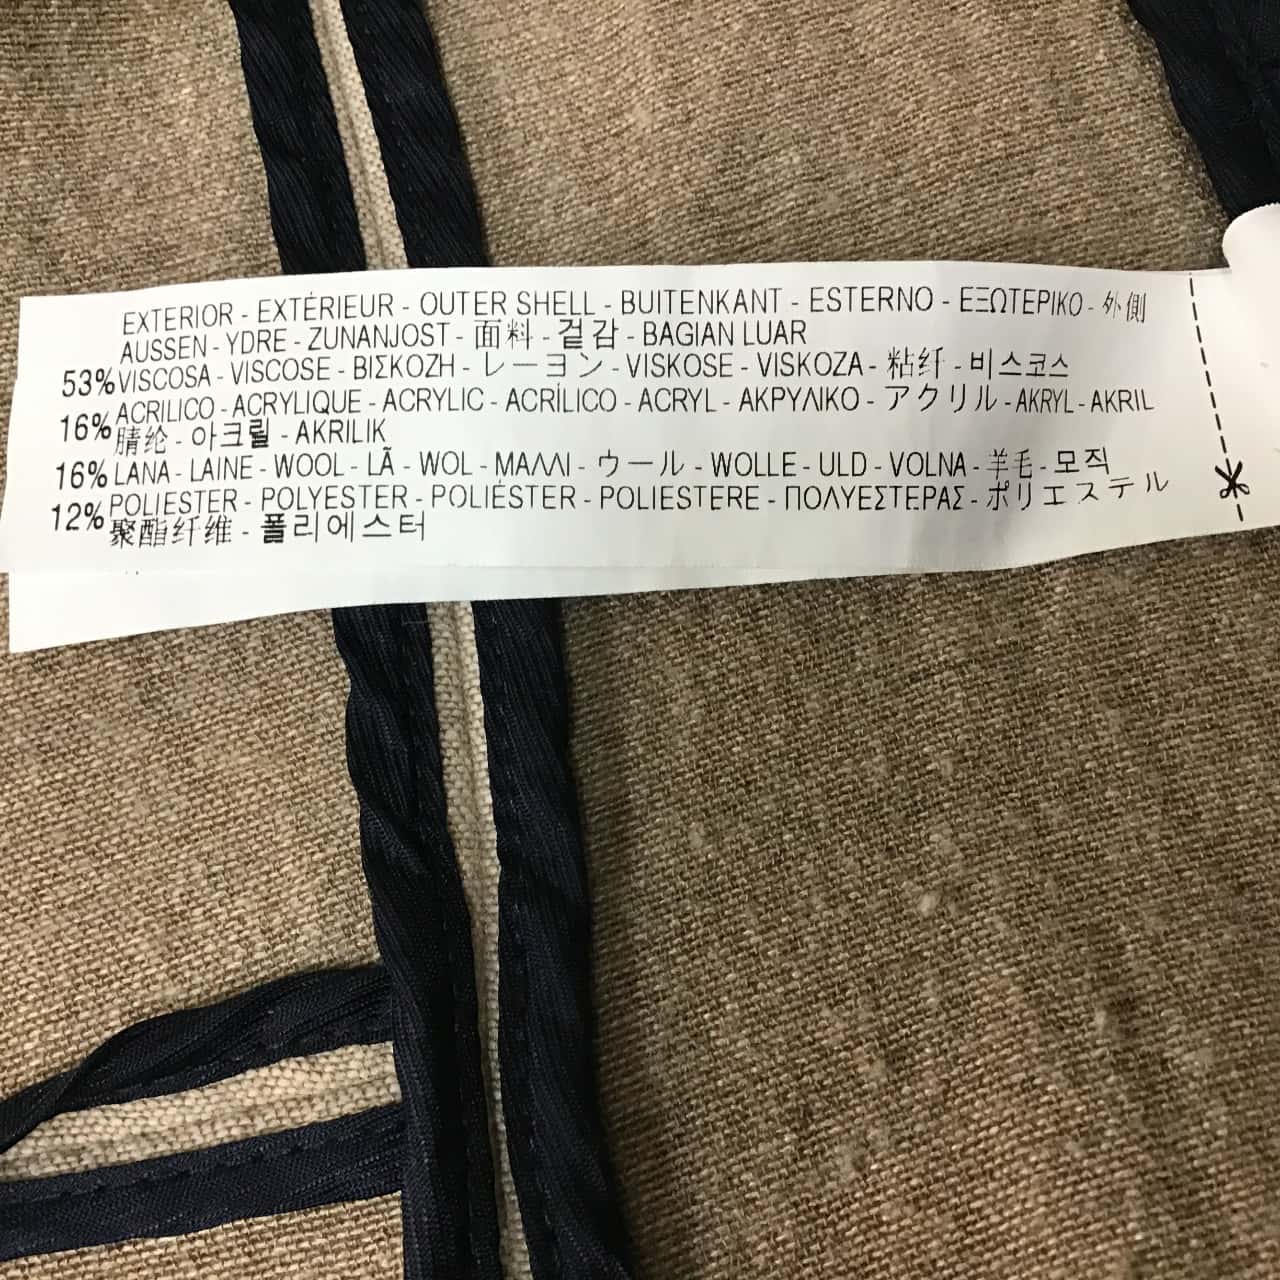 EXTERIOR - EXTÉRIEUR - OUTER SHELL - BUITENKANT - ESTERNO - ΕΞΩΤΕΡΙΚΟ - 外側
AUSSEN - YDRE - ZUNANJOST - 面料 - 겉감 - BAGIAN LUAR
53% VISCOSA - VISCOSE - ΒΙΣΚΟΖΗ - レーヨン - VISKOSE - VISKOZA - 粘纤 - 비스코스
16% ACRILICO - ACRYLIQUE - ACRYLIC - ACRÍLICO - ACRYL - ΑΚΡΥΛΙΚΟ - アクリル - AKRYL - AKRIL
腈纶 - 아크릴 - AKRILIK
16% LANA - LAINE - WOOL - LÃ - WOL - ΜΑΛΛΙ - ウール - WOLLE - ULD - VOLNA - 羊毛 - 모직
12% POLIESTER - POLYESTER - POLIÉSTER - POLIESTERE - ΠΟΛΥΕΣΤΕΡΑΣ - ポリエステル
聚酯纤维 - 폴리에스터